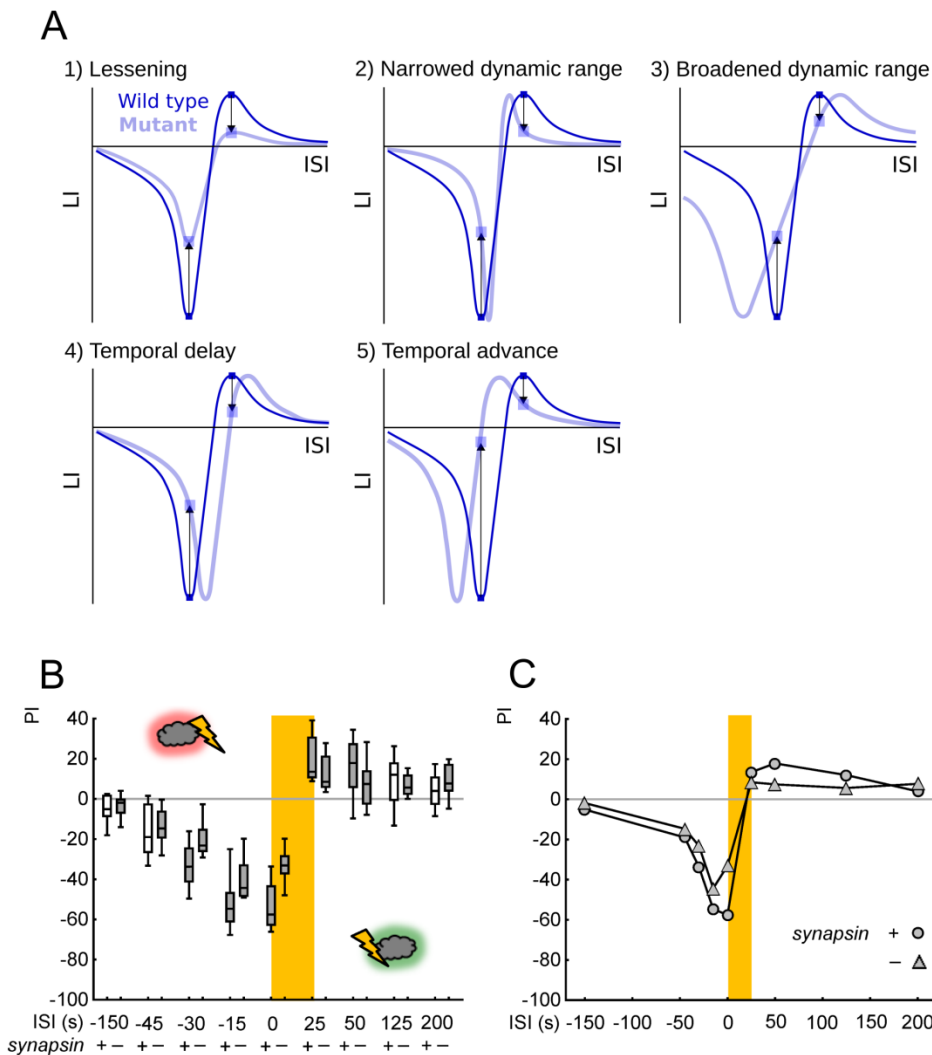 A
1) Lessening
2) Narrowed dynamic range
3) Broadened dynamic range
Wild type
Mutant
LI
ISI
LI
ISI
LI
ISI
4) Temporal delay
5) Temporal advance
LI
ISI
LI
ISI
B
PI
40
20
0
-20
-40
-60
-80
-100
ISI (s) -150 -45 -30 -15 0 25 50 125 200
synapsin + − + − + − + − + − + − + − + − + −
C
PI
40
20
0
-20
-40
-60
-80
-100
synapsin +
−
ISI (s) -150 -100 -50 0 50 100 150 200